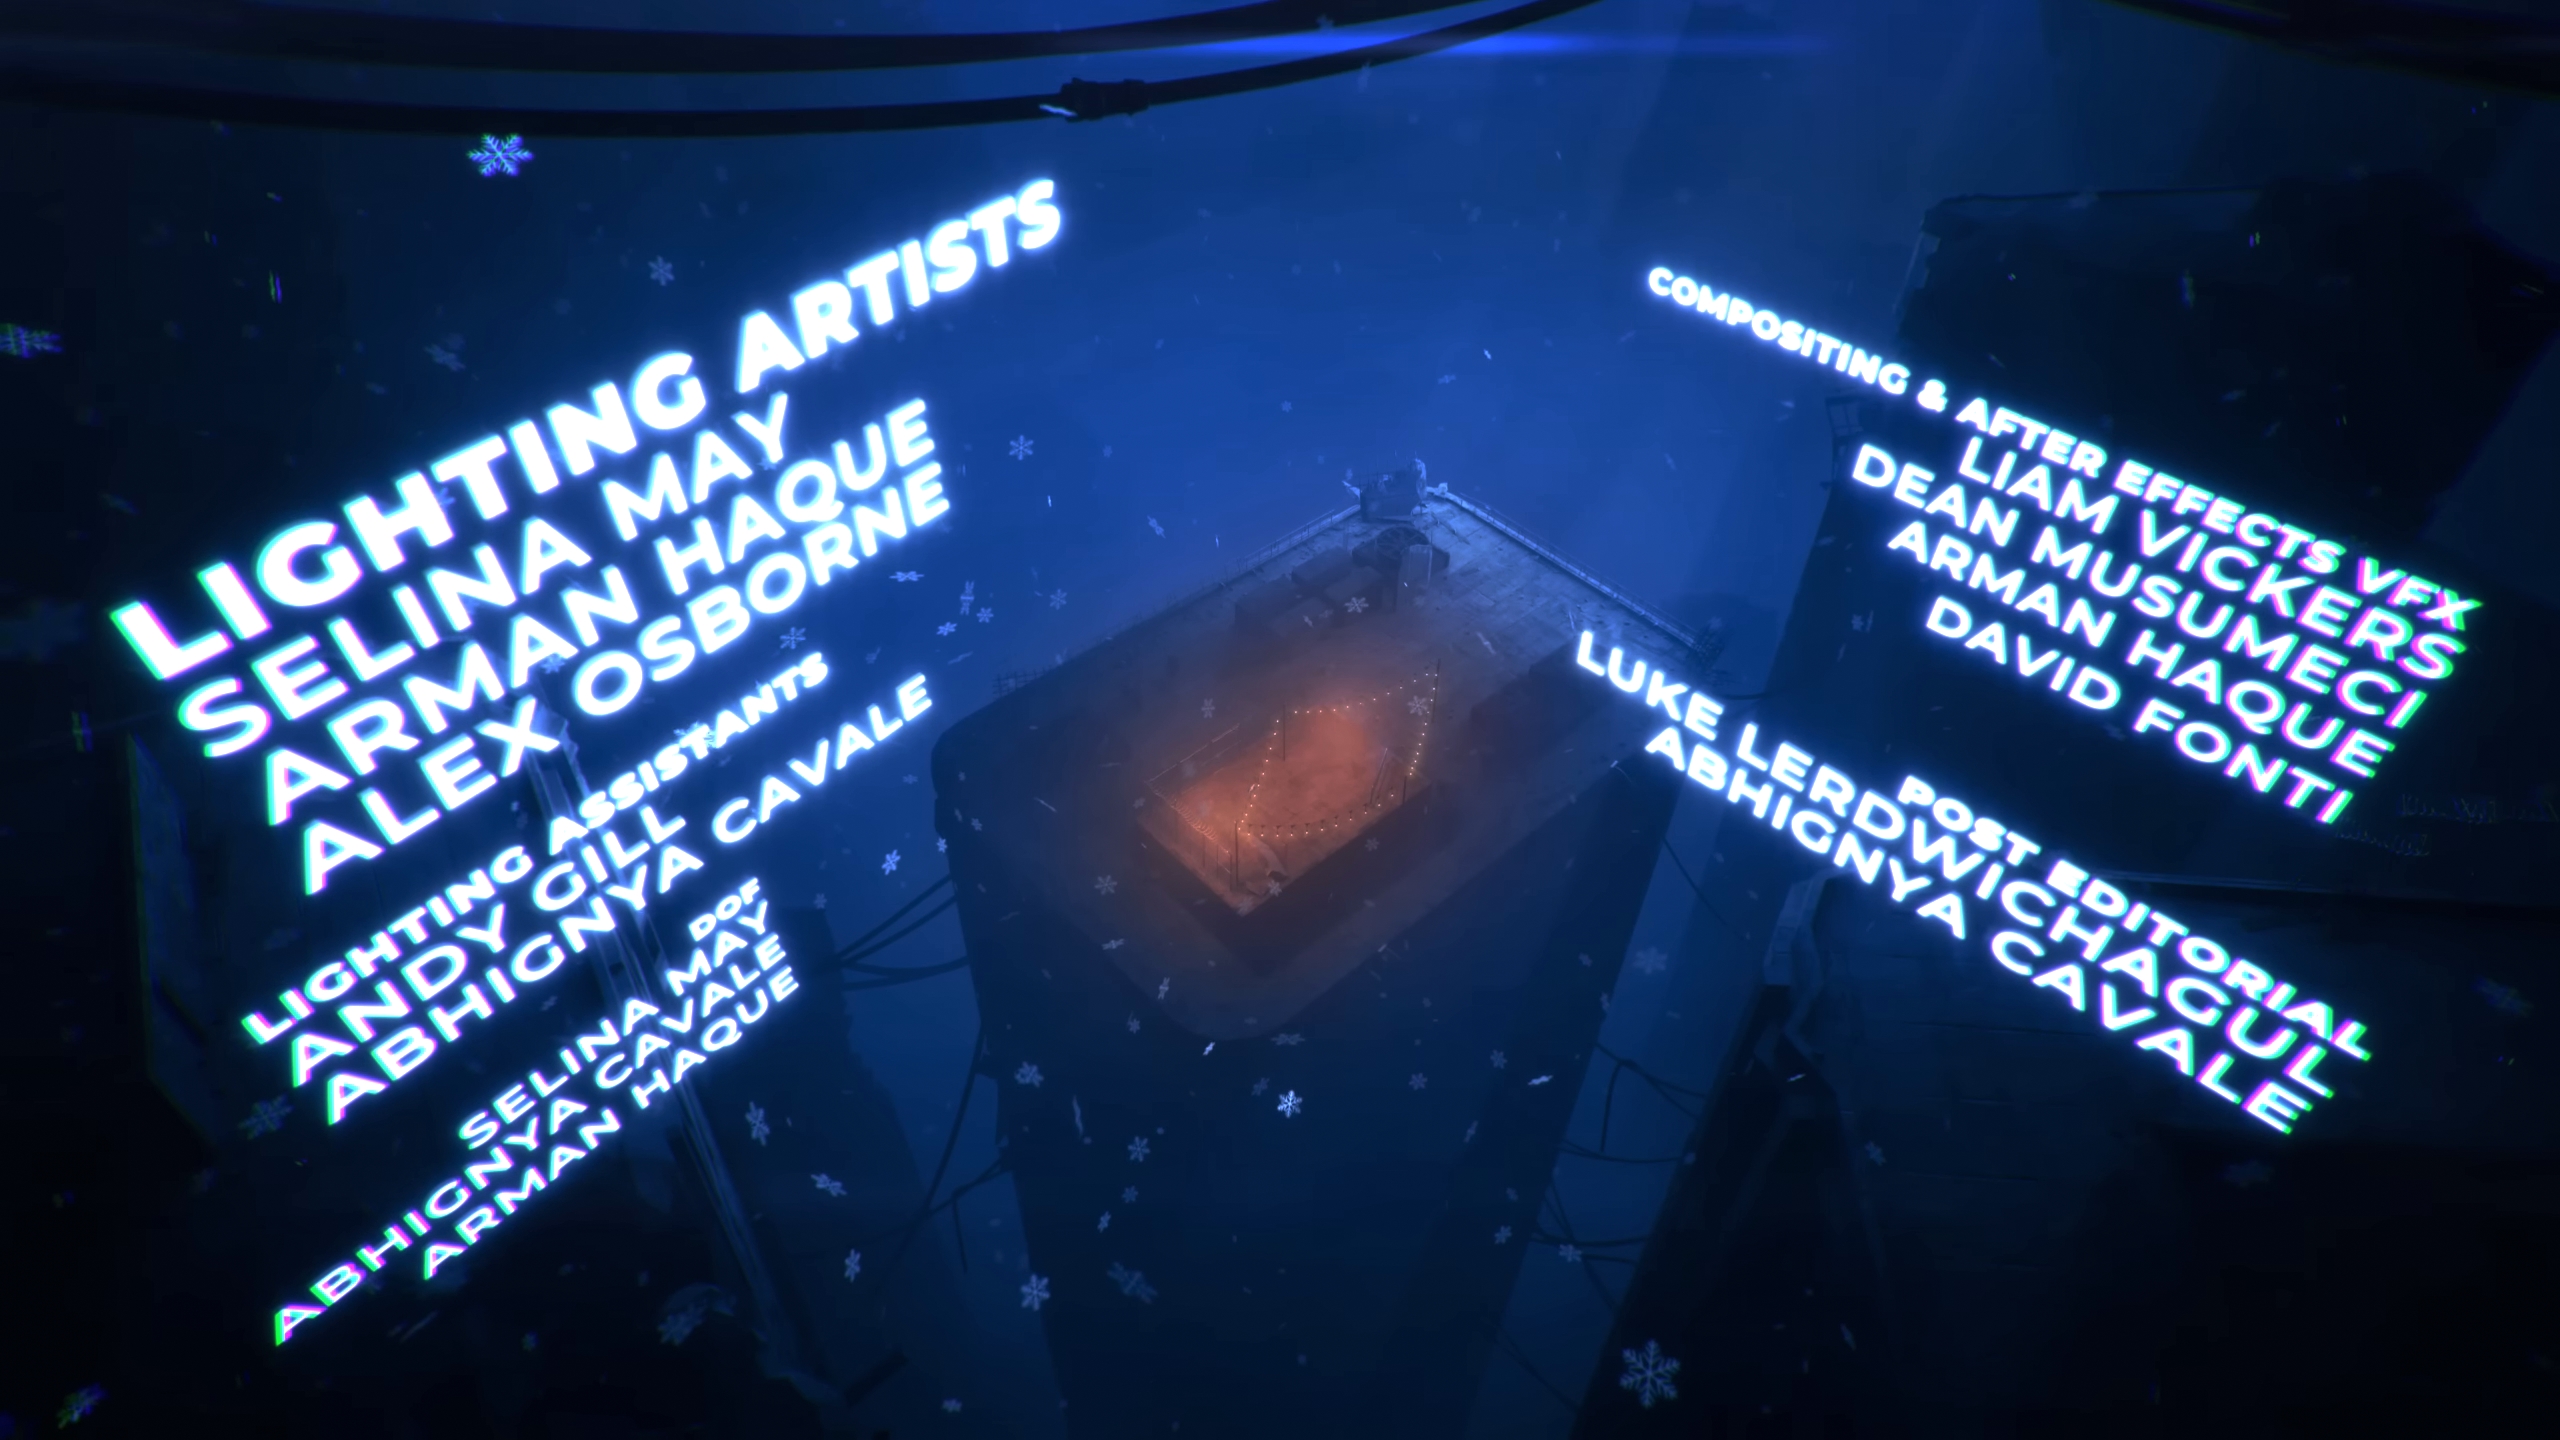 LIGHTING ARTISTS
SELINA MAY
ARMAN HAQUE
ALEX OSBORNE
LIGHTING ASSISTANTS
ANDY GILL
ABHIGNYA CAVALE
DOF
SELINA MAY
ABHIGNYA CAVALE
ARMAN HAQUE
COMPOSITING & AFTER EFFECTS VFX
LIAM VICKERS
DEAN MUSUMECI
ARMAN HAQUE
DAVID FONTI
POST EDITORIAL
LUKE LERDWICHAGUL
ABHIGNYA CAVALE